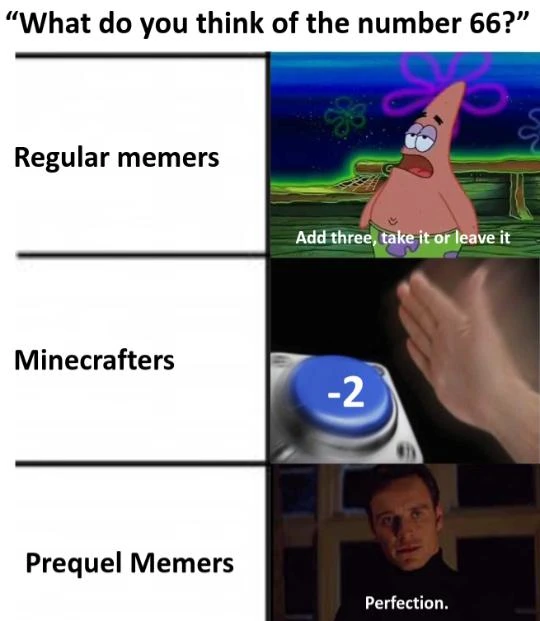 “What do you think of the number 66?”
Regular memers
Add three, take it or leave it
Minecrafters
-2
Prequel Memers
Perfection.